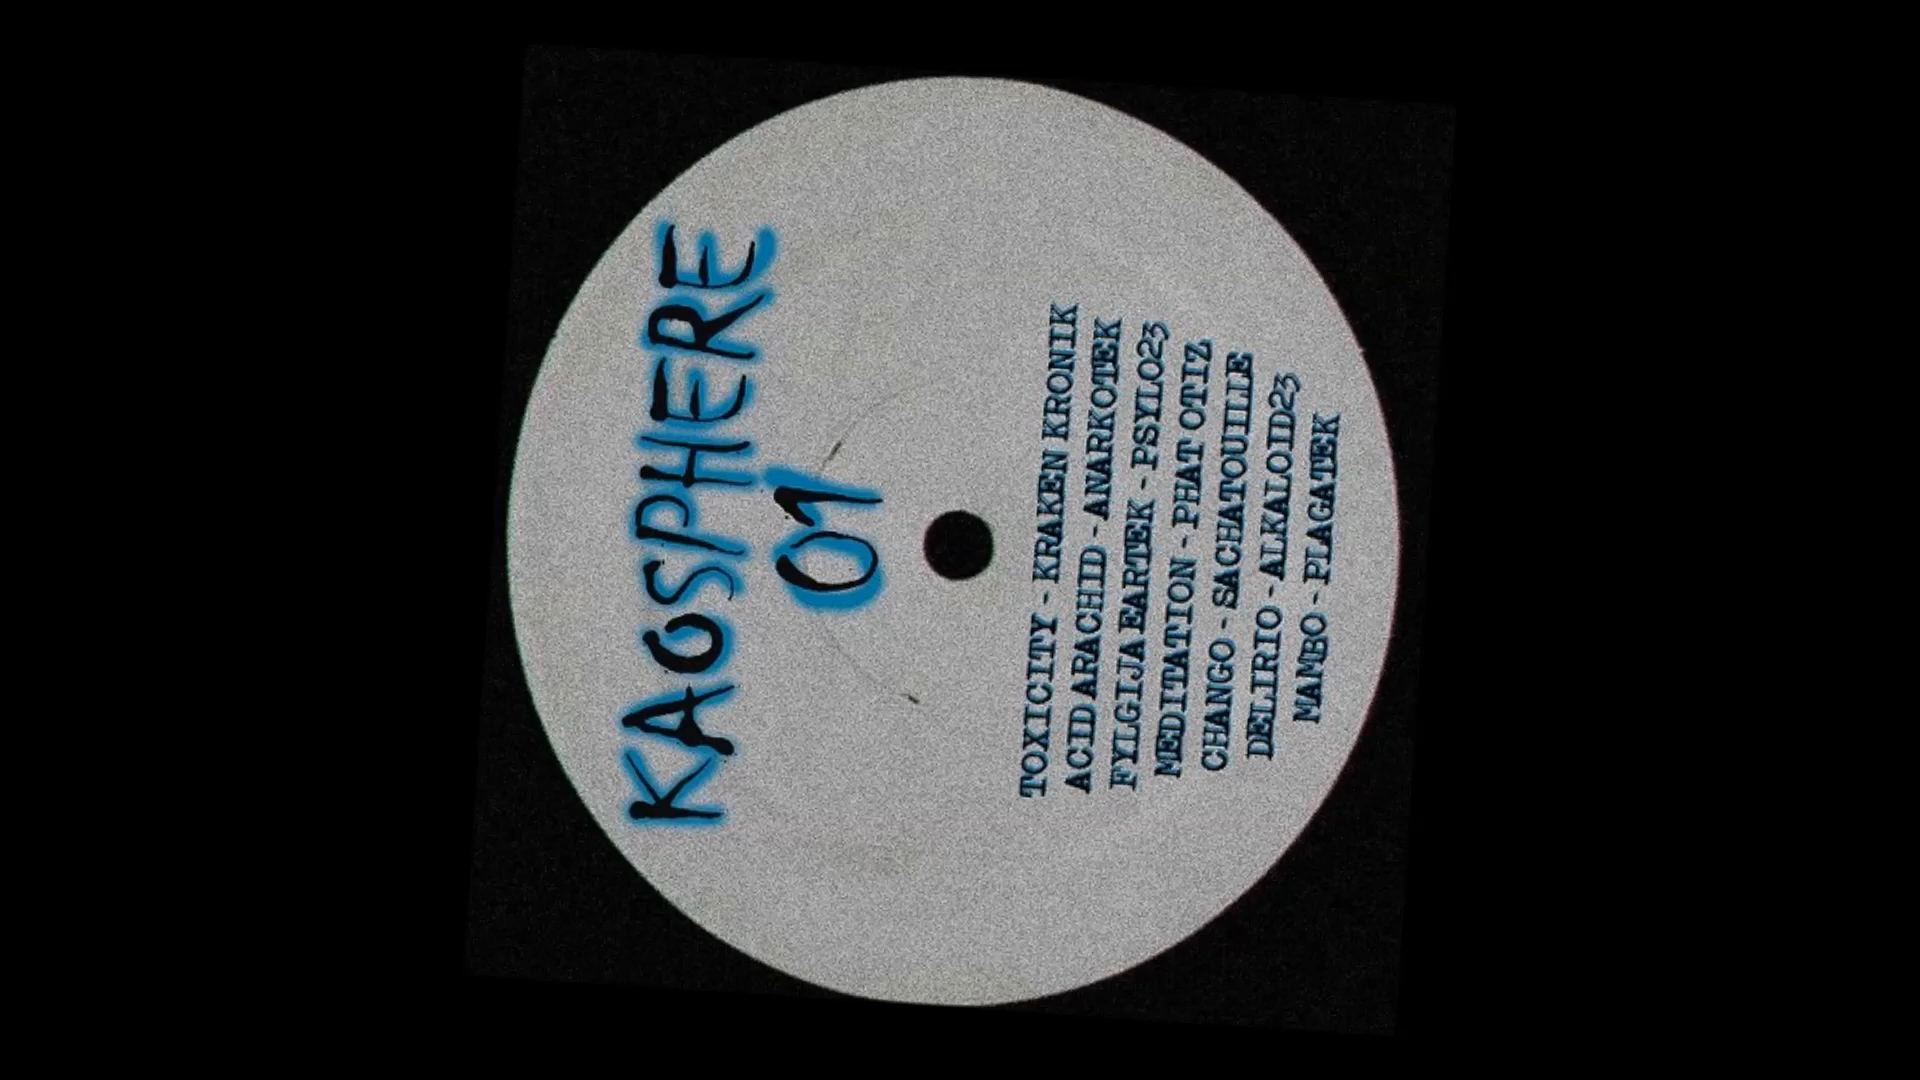 KAOSPHERE
01
TOXICITY - KRAKEN KRONIK
ACID ARACHID - ANARKOTEK
FYLGIJA EARTEK - PSYLO23
MEDITATION - PHAT OTIZ
CHANGO - SACHATOUILLE
DELIRIO - ALKALOID23
MAMBO - PLAGATEK